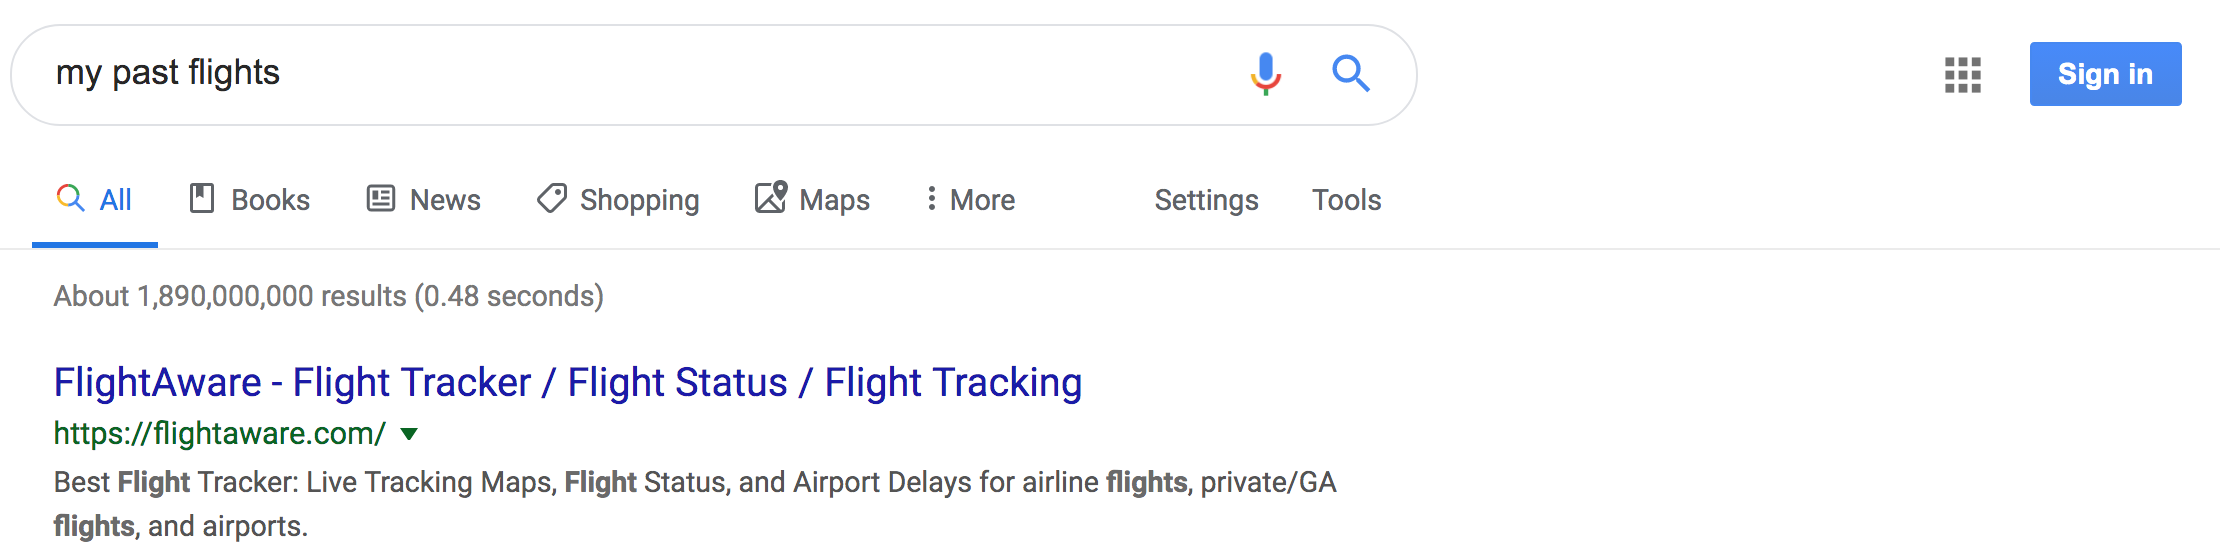 my past flights
Sign in
All Books News Shopping Maps More Settings Tools
About 1,890,000,000 results (0.48 seconds)
FlightAware - Flight Tracker / Flight Status / Flight Tracking
https://flightaware.com/
Best Flight Tracker: Live Tracking Maps, Flight Status, and Airport Delays for airline flights, private/GA
flights, and airports.